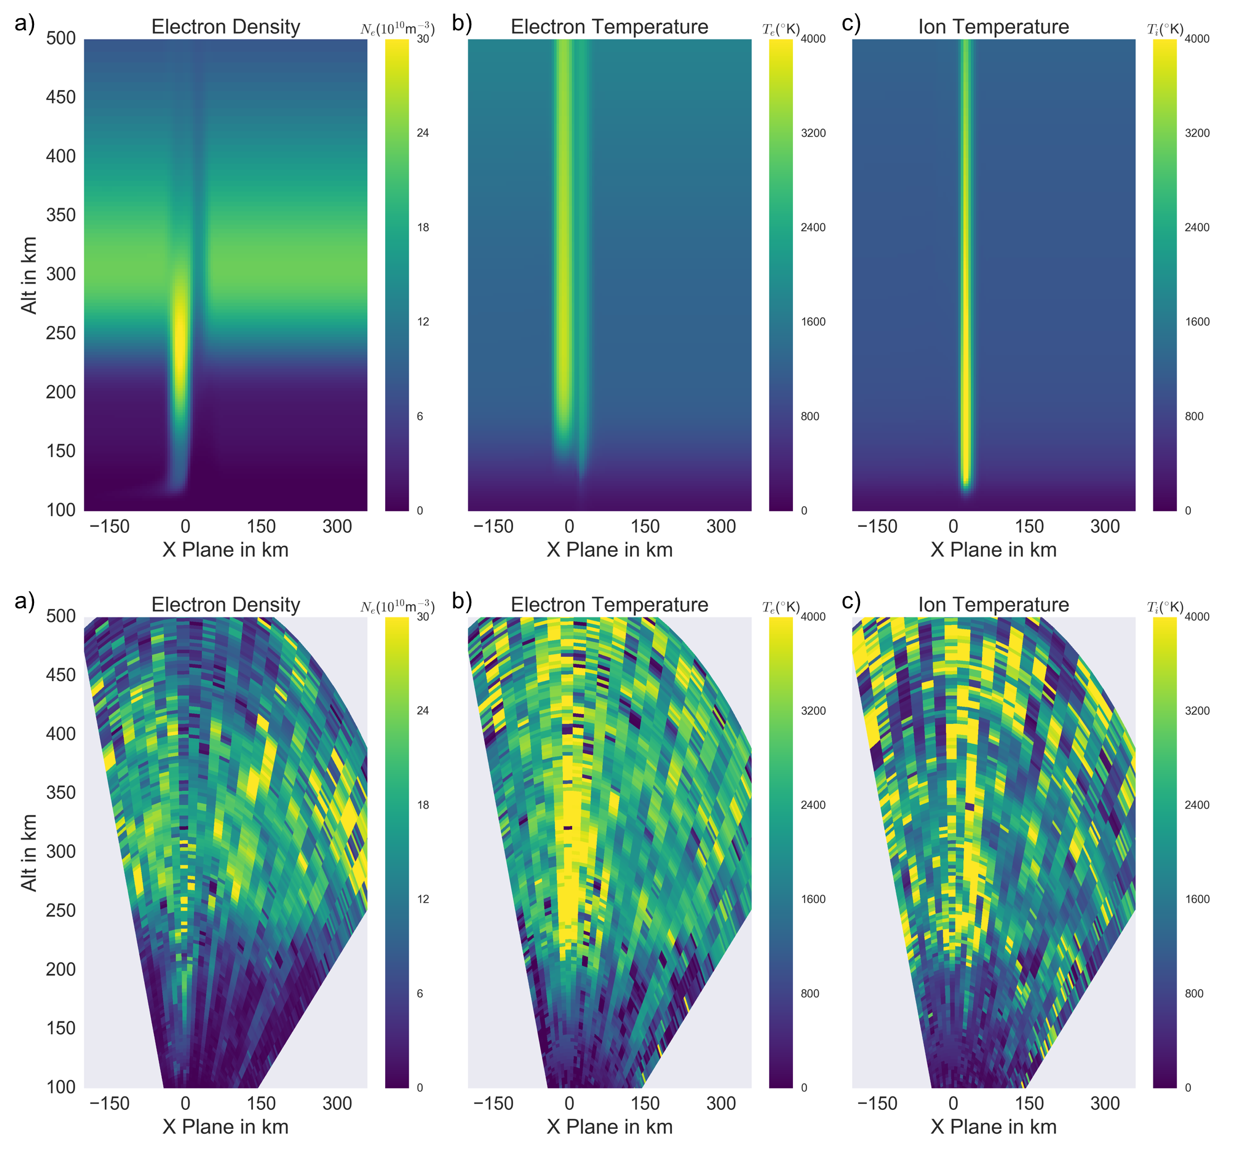 a) Electron Density N_e(10^10 m^−3) b) Electron Temperature T_e(°K) c) Ion Temperature T_i(°K)
500 30 4000 4000
450
400 24 3200 3200
350
300 18 2400 2400
250 12 1600 1600
200
150 6 800 800
100 0 0 0
Alt in km
−150 0 150 300 −150 0 150 300 −150 0 150 300
X Plane in km X Plane in km X Plane in km
a) Electron Density N_e(10^10 m^−3) b) Electron Temperature T_e(°K) c) Ion Temperature T_i(°K)
500 30 4000 4000
450
400 24 3200 3200
350
300 18 2400 2400
250 12 1600 1600
200
150 6 800 800
100 0 0 0
Alt in km
−150 0 150 300 −150 0 150 300 −150 0 150 300
X Plane in km X Plane in km X Plane in km